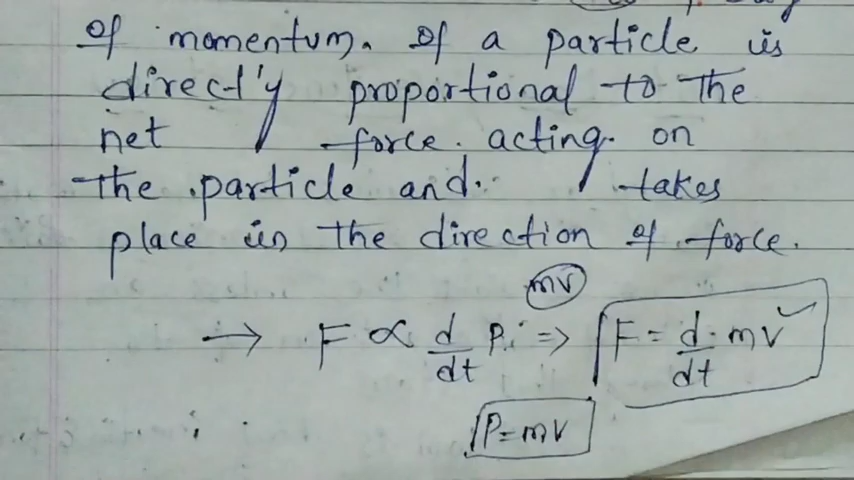 of momentum. of a particle is
directly proportional to the
net force. acting. on
the particle and. takes
place in the direction of force.
mv
→ F ∝ d/dt P. ⇒ F = d/dt · mv
P=mv